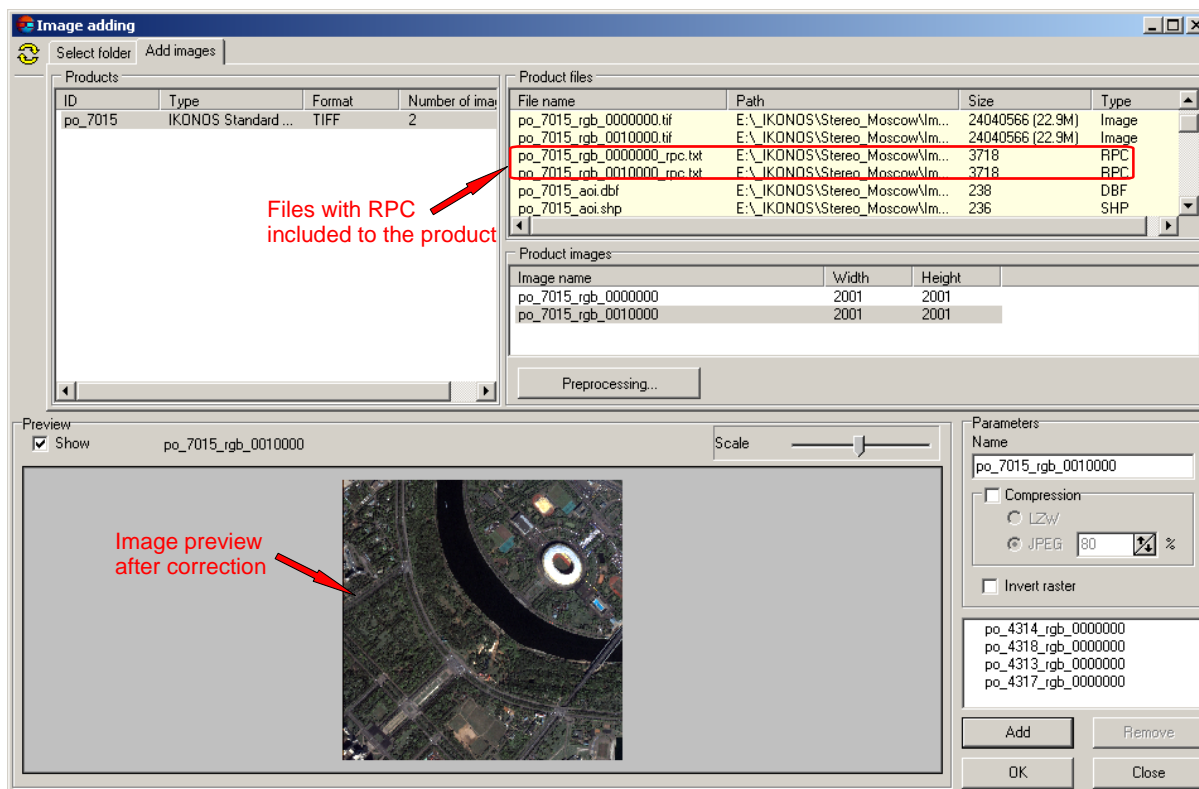 Image adding
Select folder Add images
Products
ID Type Format Number of ima
po_7015 IKONOS Standard ... TIFF 2
Product files
File name Path Size Type
po_7015_rgb_0000000.tif E:\_IKONOS\Stereo_Moscow\Im... 24040566 (22.9M) Image
po_7015_rgb_0010000.tif E:\_IKONOS\Stereo_Moscow\Im... 24040566 (22.9M) Image
po_7015_rgb_0000000_rpc.txt E:\_IKONOS\Stereo_Moscow\Im... 3718 RPC
po_7015_rgb_0010000_rpc.txt E:\_IKONOS\Stereo_Moscow\Im... 3718 RPC
po_7015_aoi.dbf E:\_IKONOS\Stereo_Moscow\Im... 238 DBF
po_7015_aoi.shp E:\_IKONOS\Stereo_Moscow\Im... 236 SHP
Files with RPC
included to the product
Product images
Image name Width Height
po_7015_rgb_0000000 2001 2001
po_7015_rgb_0010000 2001 2001
Preprocessing...
Preview
Show po_7015_rgb_0010000 Scale
Image preview
after correction
Parameters
Name
po_7015_rgb_0010000
Compression
LZW
JPEG 80 %
Invert raster
po_4314_rgb_0000000
po_4318_rgb_0000000
po_4313_rgb_0000000
po_4317_rgb_0000000
Add Remove
OK Close